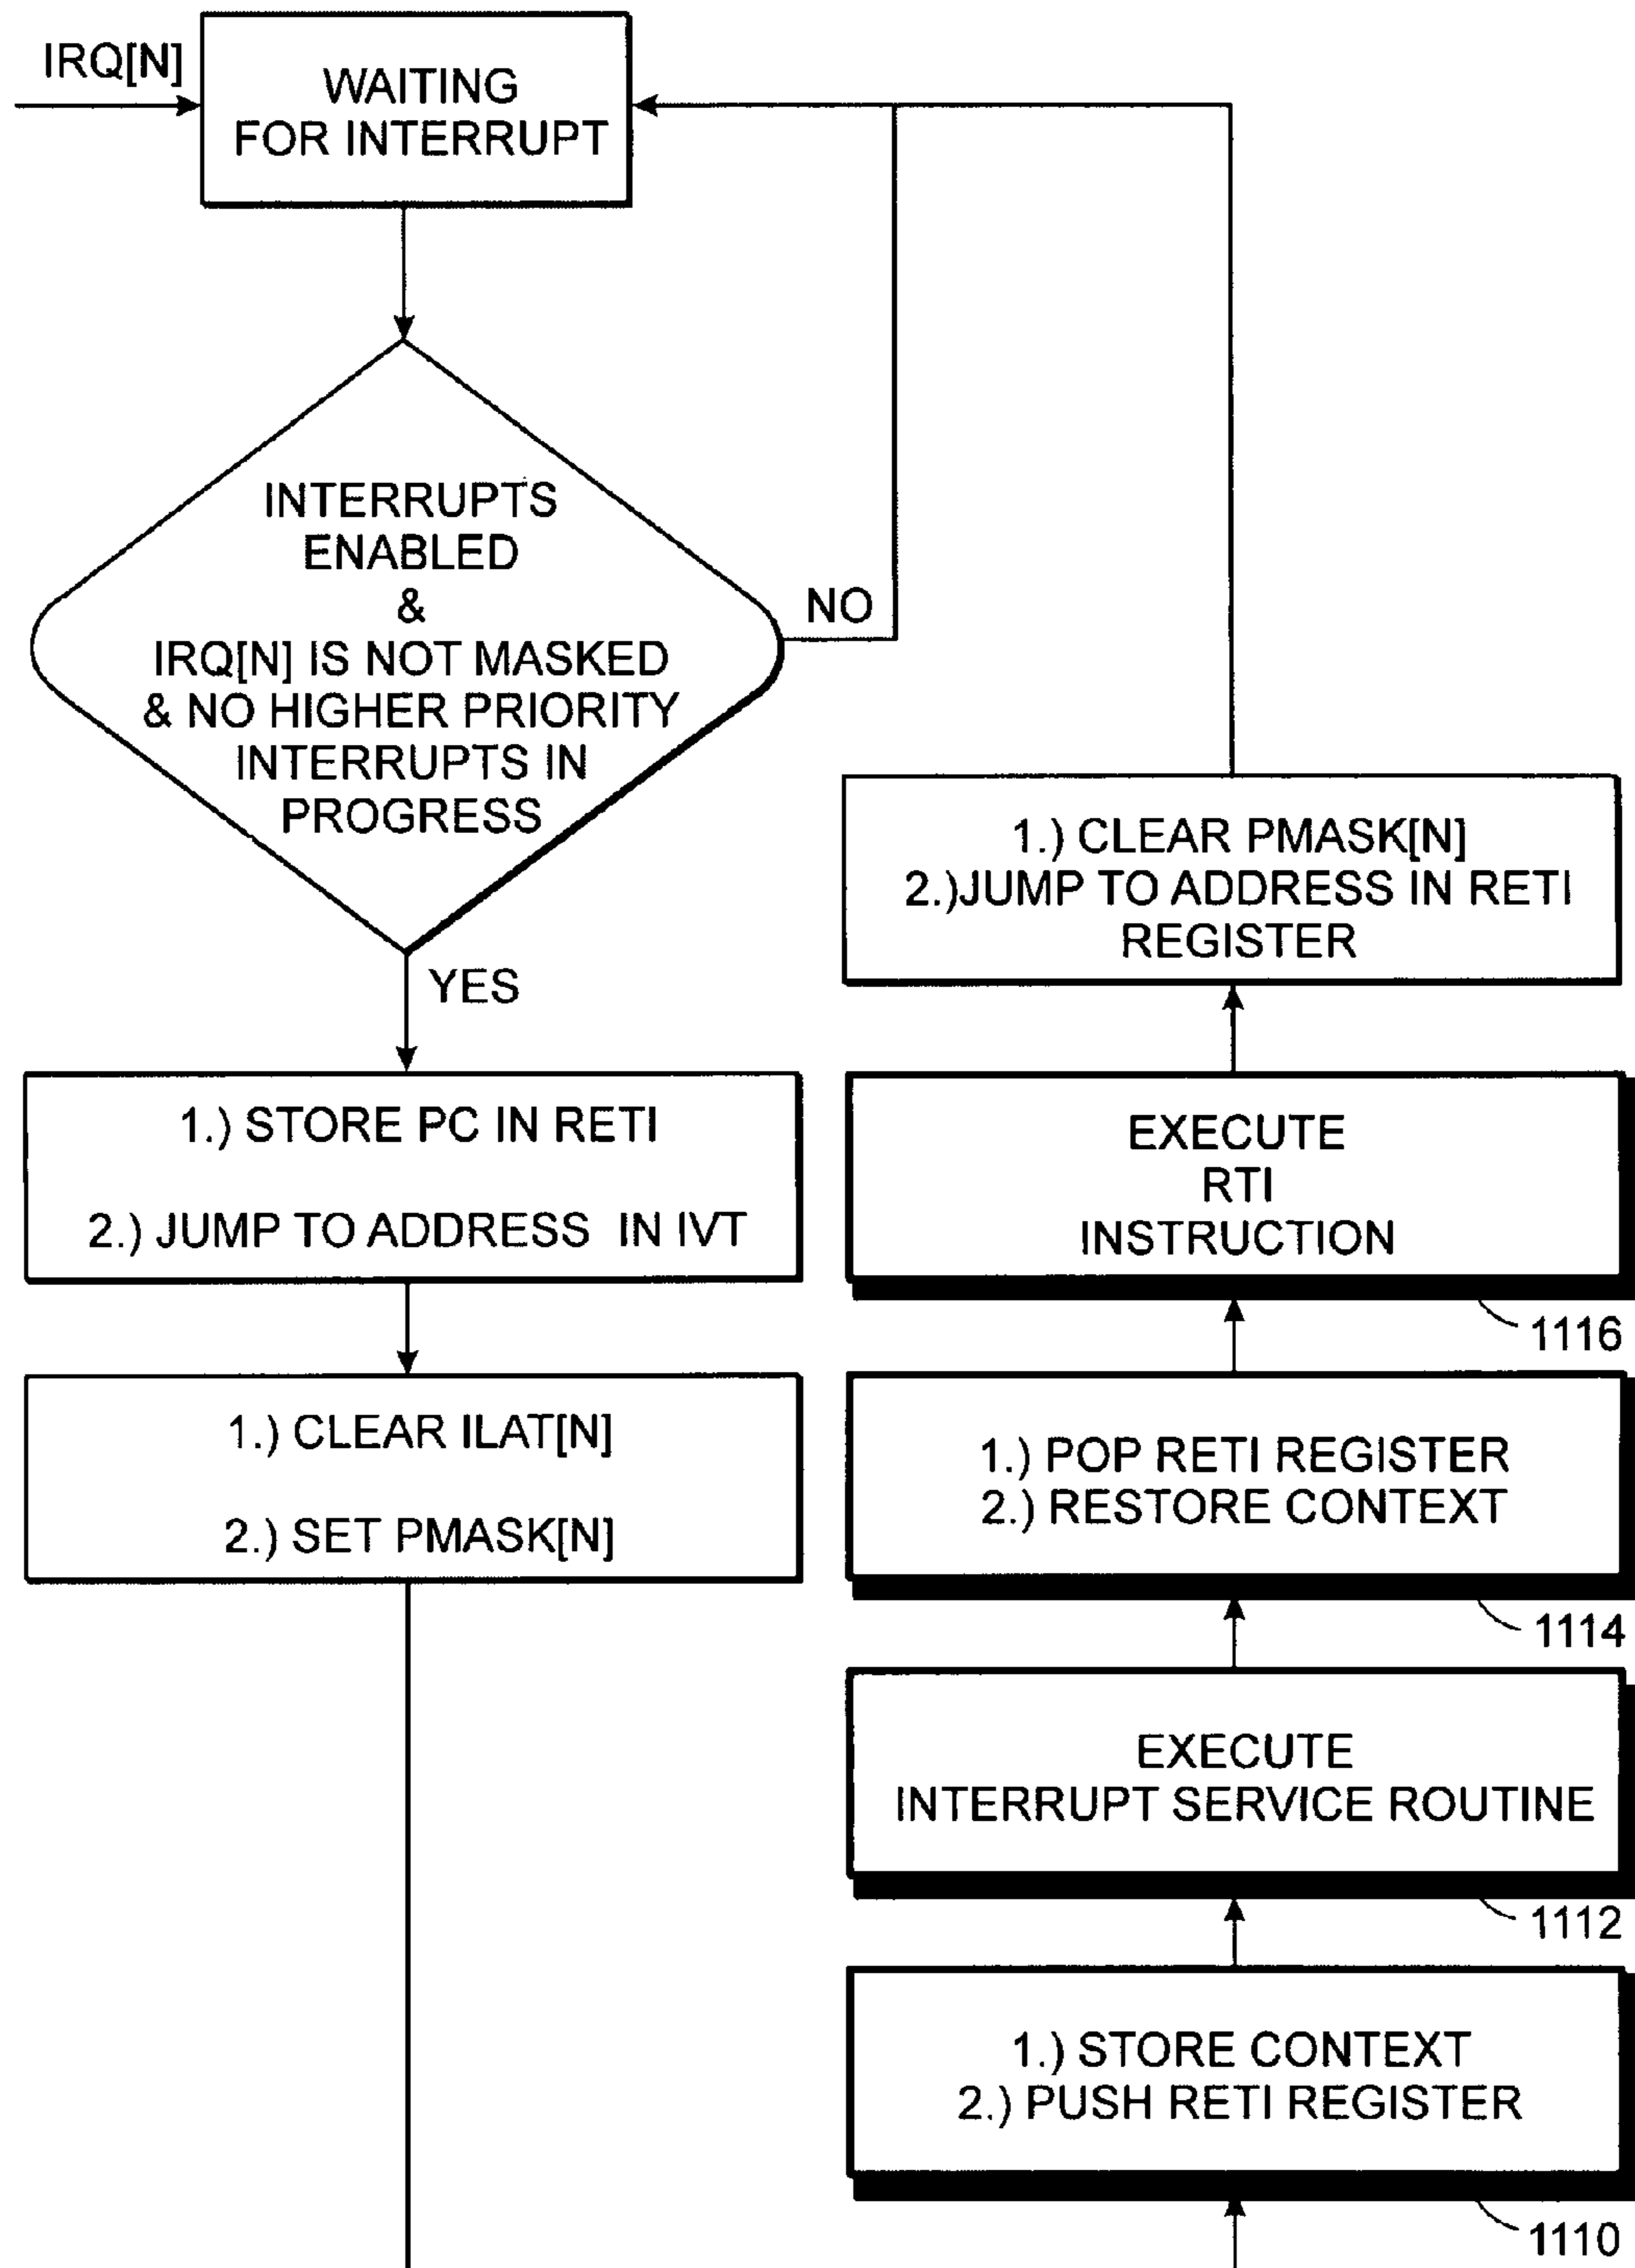 IRQ[N]
WAITING
FOR INTERRUPT
INTERRUPTS
ENABLED
&
IRQ[N] IS NOT MASKED
& NO HIGHER PRIORITY
INTERRUPTS IN
PROGRESS
NO
YES
1.) STORE PC IN RETI
2.) JUMP TO ADDRESS IN IVT
1.) CLEAR ILAT[N]
2.) SET PMASK[N]
1.) CLEAR PMASK[N]
2.)JUMP TO ADDRESS IN RETI
REGISTER
EXECUTE
RTI
INSTRUCTION
1116
1.) POP RETI REGISTER
2.) RESTORE CONTEXT
1114
EXECUTE
INTERRUPT SERVICE ROUTINE
1112
1.) STORE CONTEXT
2.) PUSH RETI REGISTER
1110